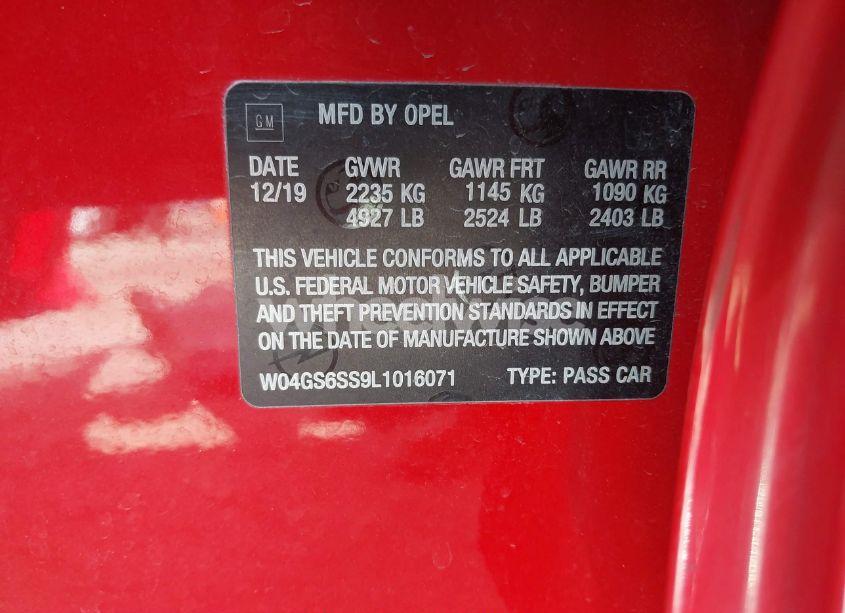 GM MFD BY OPEL
DATE GVWR GAWR FRT GAWR RR
12/19 2235 KG 1145 KG 1090 KG
4927 LB 2524 LB 2403 LB
THIS VEHICLE CONFORMS TO ALL APPLICABLE
U.S. FEDERAL MOTOR VEHICLE SAFETY, BUMPER
AND THEFT PREVENTION STANDARDS IN EFFECT
ON THE DATE OF MANUFACTURE SHOWN ABOVE
W04GS6SS9L1016071 TYPE: PASS CAR